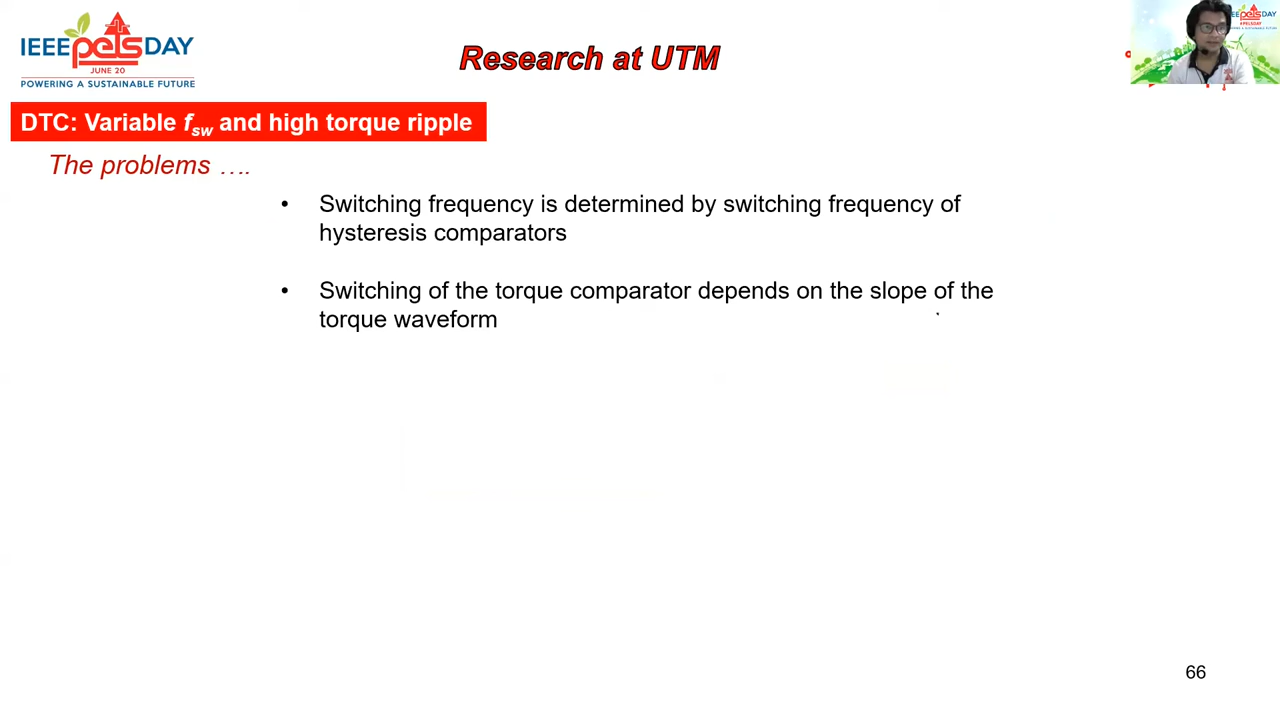 IEEE pels DAY
JUNE 20
POWERING A SUSTAINABLE FUTURE
Research at UTM
DTC: Variable fsw and high torque ripple
The problems ….
• Switching frequency is determined by switching frequency of
hysteresis comparators
• Switching of the torque comparator depends on the slope of the
torque waveform
66